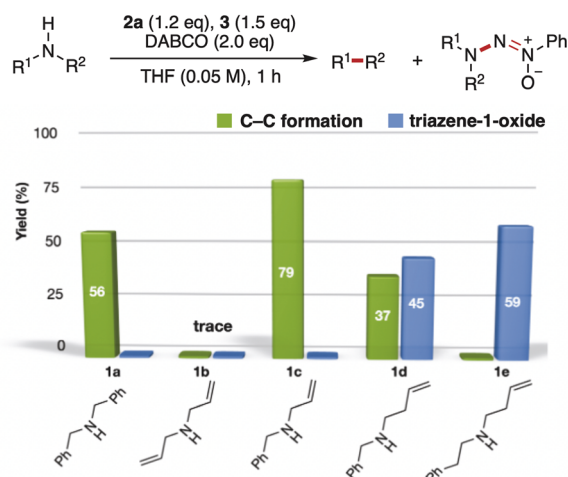 H
N
R¹ R²
2a (1.2 eq), 3 (1.5 eq)
DABCO (2.0 eq)
THF (0.05 M), 1 h
R¹–R²
+
R¹ N N N + Ph
R² O –
C–C formation triazene-1-oxide
Yield (%)
100
75
50
25
0
56
trace
79
37
45
59
1a 1b 1c 1d 1e
Ph N H Ph
N H
Ph N H
Ph N H
Ph N H